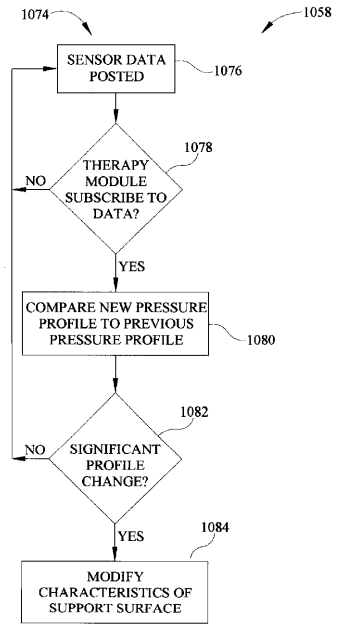 1074
1058
SENSOR DATA
POSTED
1076
THERAPY
MODULE
SUBSCRIBE TO
DATA?
1078
NO
YES
COMPARE NEW PRESSURE
PROFILE TO PREVIOUS
PRESSURE PROFILE
1080
1082
SIGNIFICANT
PROFILE
CHANGE?
NO
YES
1084
MODIFY
CHARACTERISTICS OF
SUPPORT SURFACE